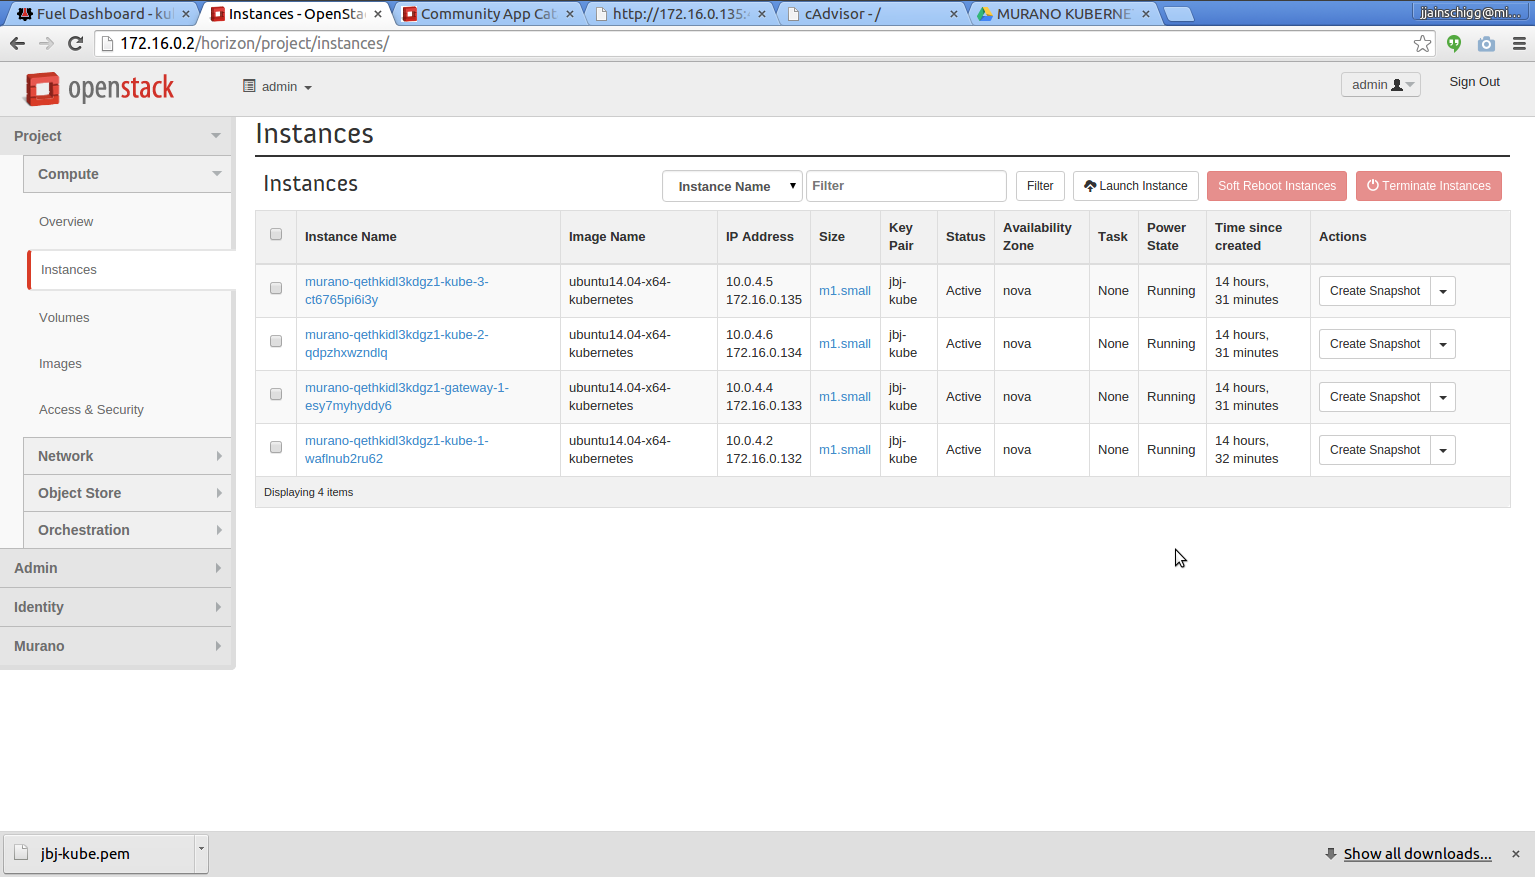 Fuel Dashboard - ku
Instances - OpenSta
Community App Cat
http://172.16.0.135:
cAdvisor - /
MURANO KUBERNE
jjainschigg@mi...
172.16.0.2/horizon/project/instances/
openstack
admin
admin
Sign Out
Project
Compute
Overview
Instances
Volumes
Images
Access & Security
Network
Object Store
Orchestration
Admin
Identity
Murano
Instances
Instances
Instance Name
Filter
Filter
Launch Instance
Soft Reboot Instances
Terminate Instances
Instance Name Image Name IP Address Size Key Pair Status Availability Zone Task Power State Time since created Actions
murano-qethkidl3kdgz1-kube-3- ubuntu14.04-x64- 10.0.4.5 m1.small jbj- Active nova None Running 14 hours, Create Snapshot
ct6765pi6i3y kubernetes 172.16.0.135 kube 31 minutes
murano-qethkidl3kdgz1-kube-2- ubuntu14.04-x64- 10.0.4.6 m1.small jbj- Active nova None Running 14 hours, Create Snapshot
qdpzhxwzndlq kubernetes 172.16.0.134 kube 31 minutes
murano-qethkidl3kdgz1-gateway-1- ubuntu14.04-x64- 10.0.4.4 m1.small jbj- Active nova None Running 14 hours, Create Snapshot
esy7myhyddy6 kubernetes 172.16.0.133 kube 31 minutes
murano-qethkidl3kdgz1-kube-1- ubuntu14.04-x64- 10.0.4.2 m1.small jbj- Active nova None Running 14 hours, Create Snapshot
waflnub2ru62 kubernetes 172.16.0.132 kube 32 minutes
Displaying 4 items
jbj-kube.pem
Show all downloads...